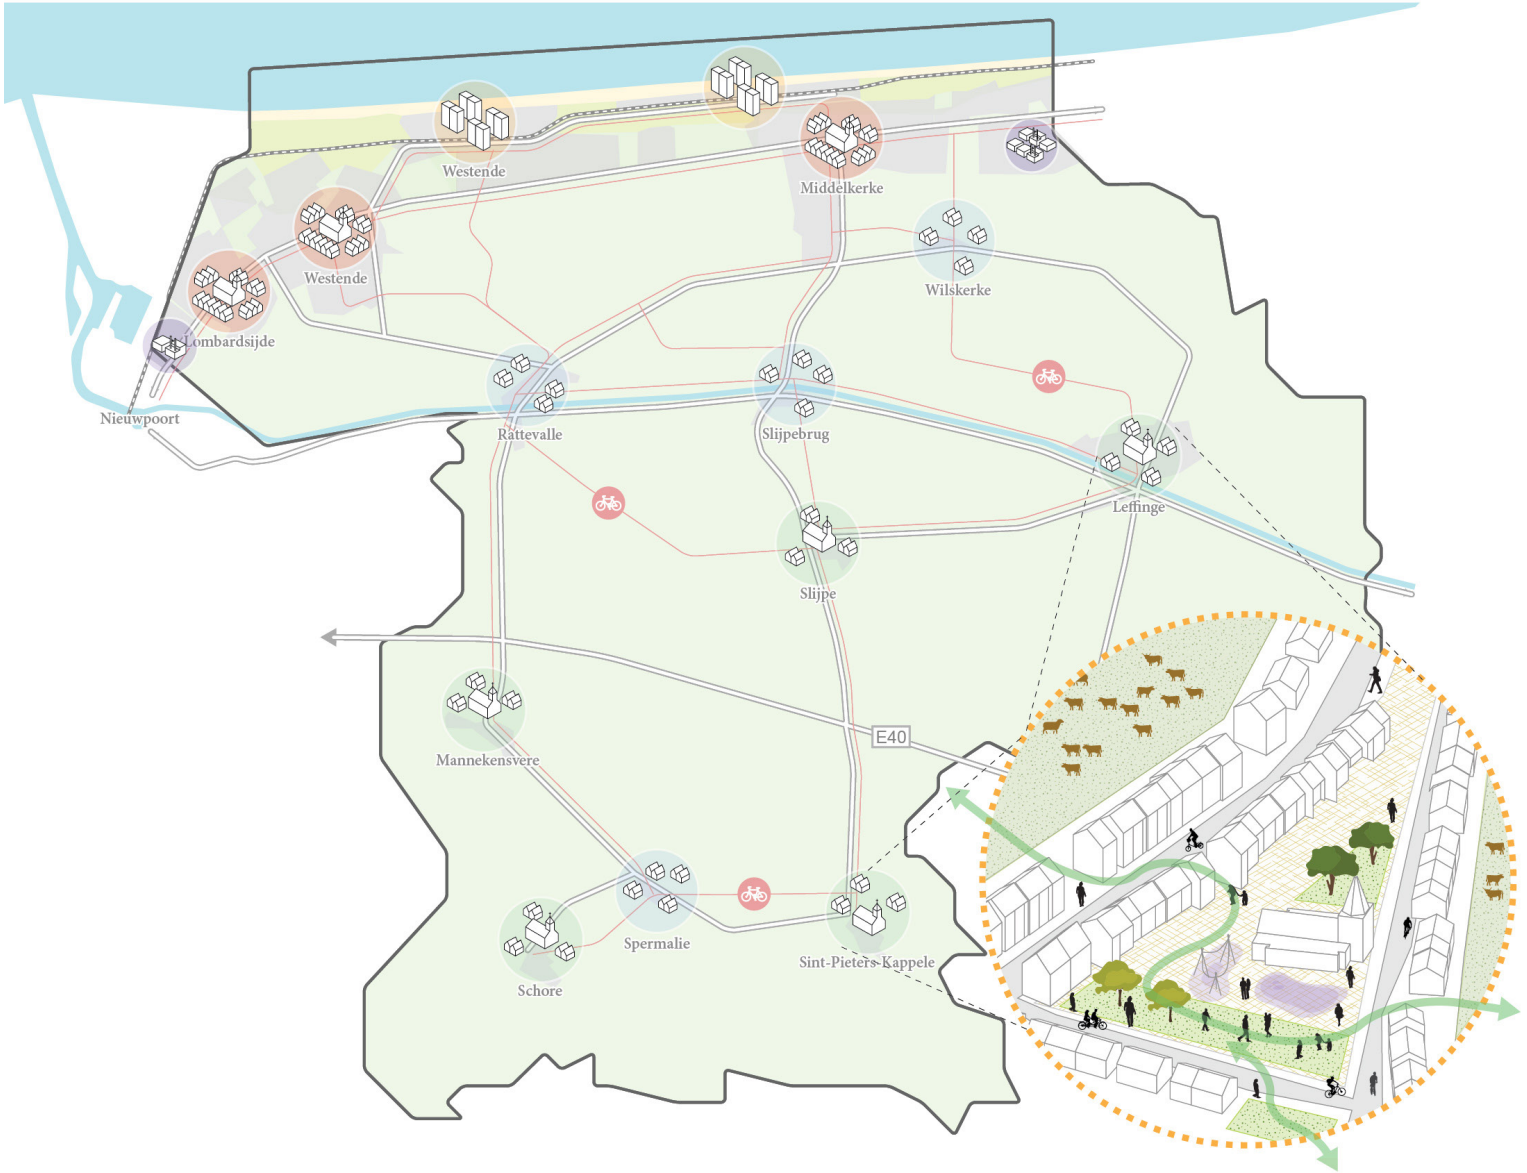 Westende
Middelkerke
Westende
Wilskerke
Lombardsijde
Nieuwpoort
Rattevalle
Slijpebrug
Leffinge
Slijpe
E40
Mannekensvere
Spermalie
Sint-Pieters-Kappele
Schore